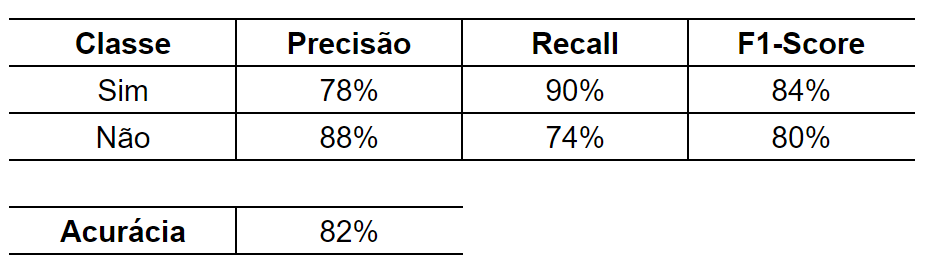 Classe Precisão Recall F1-Score
Sim 78% 90% 84%
Não 88% 74% 80%
Acurácia 82%